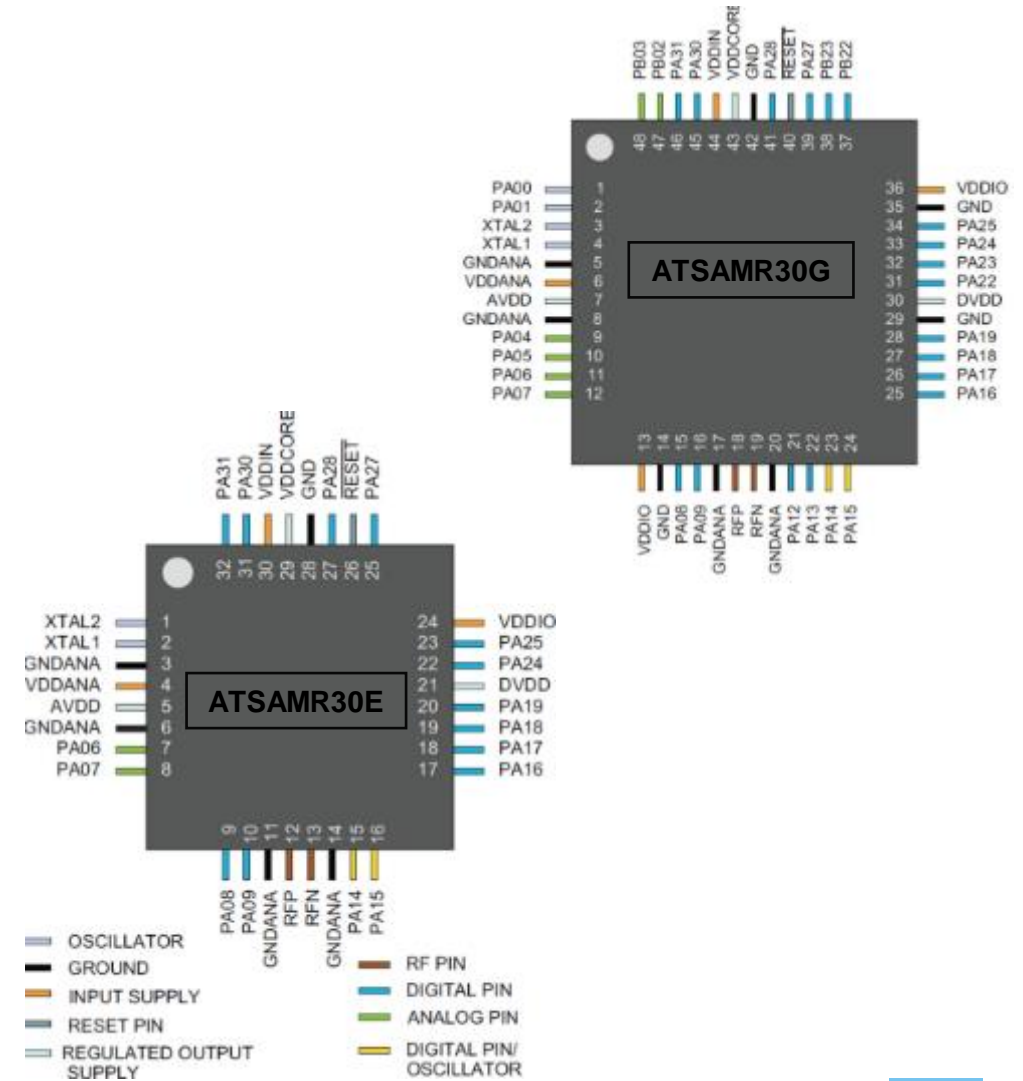 PB03
PB02
PA31
PA30
VDDIN
VDDCORE
GND
PA28
RESET
PA27
PB23
PB22
48
47
46
45
44
43
42
41
40
39
38
37
PA00 1
PA01 2
XTAL2 3
XTAL1 4
GNDANA 5
VDDANA 6
AVDD 7
GNDANA 8
PA04 9
PA05 10
PA06 11
PA07 12
ATSAMR30G
36 VDDIO
35 GND
34 PA25
33 PA24
32 PA23
31 PA22
30 DVDD
29 GND
28 PA19
27 PA18
26 PA17
25 PA16
13
14
15
16
17
18
19
20
21
22
23
24
VDDIO
GND
PA08
PA09
GNDANA
RFP
RFN
GNDANA
PA12
PA13
PA14
PA15
PA31
PA30
VDDIN
VDDCORE
GND
PA28
RESET
PA27
32
31
30
29
28
27
26
25
XTAL2 1
XTAL1 2
GNDANA 3
VDDANA 4
AVDD 5
GNDANA 6
PA06 7
PA07 8
ATSAMR30E
24 VDDIO
23 PA25
22 PA24
21 DVDD
20 PA19
19 PA18
18 PA17
17 PA16
9
10
11
12
13
14
15
16
PA08
PA09
GNDANA
RFP
RFN
GNDANA
PA14
PA15
OSCILLATOR
GROUND
INPUT SUPPLY
RESET PIN
REGULATED OUTPUT
SUPPLY
RF PIN
DIGITAL PIN
ANALOG PIN
DIGITAL PIN/
OSCILLATOR